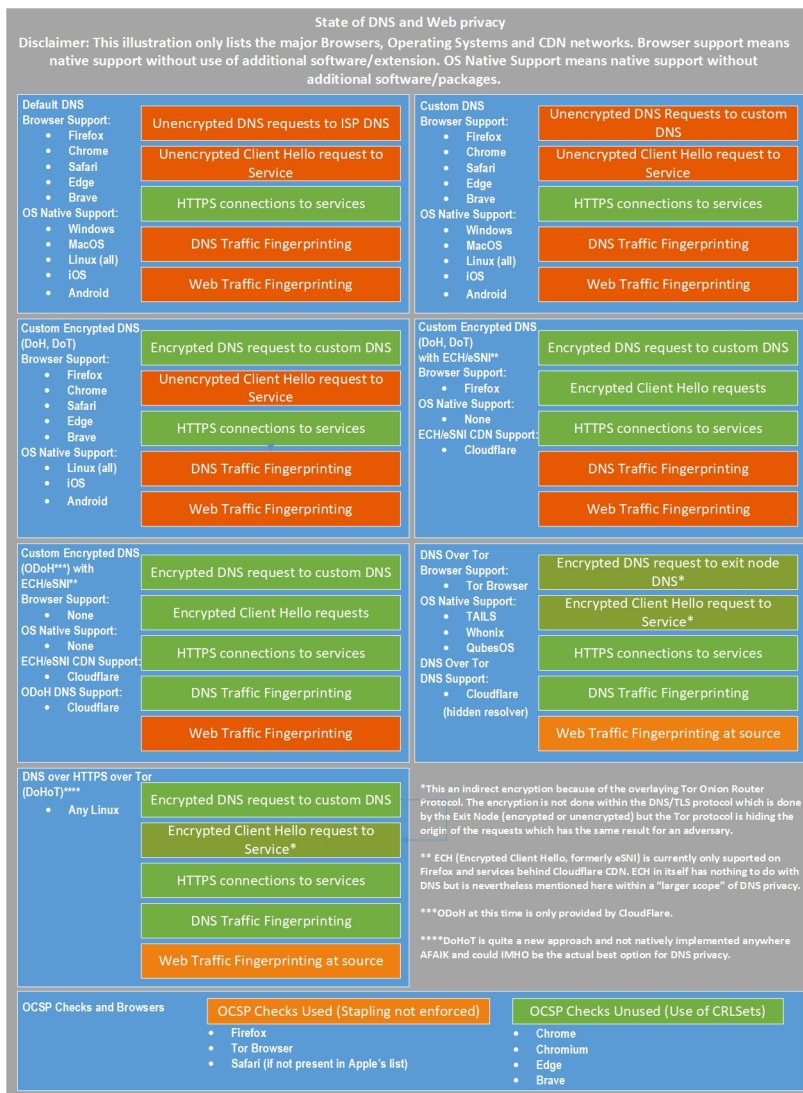 State of DNS and Web privacy
Disclaimer: This illustration only lists the major Browsers, Operating Systems and CDN networks. Browser support means
native support without use of additional software/extension. OS Native Support means native support without
additional software/packages.
Default DNS
Browser Support:
• Firefox
• Chrome
• Safari
• Edge
• Brave
OS Native Support:
• Windows
• MacOS
• Linux (all)
• iOS
• Android
Unencrypted DNS requests to ISP DNS
Unencrypted Client Hello request to
Service
HTTPS connections to services
DNS Traffic Fingerprinting
Web Traffic Fingerprinting
Custom DNS
Browser Support:
• Firefox
• Chrome
• Safari
• Edge
• Brave
OS Native Support:
• Windows
• MacOS
• Linux (all)
• iOS
• Android
Unencrypted DNS Requests to custom
DNS
Unencrypted Client Hello request to
Service
HTTPS connections to services
DNS Traffic Fingerprinting
Web Traffic Fingerprinting
Custom Encrypted DNS
(DoH, DoT)
Browser Support:
• Firefox
• Chrome
• Safari
• Edge
• Brave
OS Native Support:
• Linux (all)
• iOS
• Android
Encrypted DNS request to custom DNS
Unencrypted Client Hello request to
Service
HTTPS connections to services
DNS Traffic Fingerprinting
Web Traffic Fingerprinting
Custom Encrypted DNS
(DoH, DoT)
with ECH/eSNI**
Browser Support:
• Firefox
OS Native Support:
• None
ECH/eSNI CDN Support:
• Cloudflare
Encrypted DNS request to custom DNS
Encrypted Client Hello requests
HTTPS connections to services
DNS Traffic Fingerprinting
Web Traffic Fingerprinting
Custom Encrypted DNS
(ODoH***) with
ECH/eSNI**
Browser Support:
• None
OS Native Support:
• None
ECH/eSNI CDN Support:
• Cloudflare
ODoH DNS Support:
• Cloudflare
Encrypted DNS request to custom DNS
Encrypted Client Hello requests
HTTPS connections to services
DNS Traffic Fingerprinting
Web Traffic Fingerprinting
DNS Over Tor
Browser Support:
• Tor Browser
OS Native Support:
• TAILS
• Whonix
• QubesOS
DNS Over Tor
DNS Support:
• Cloudflare
(hidden resolver)
Encrypted DNS request to exit node
DNS*
Encrypted Client Hello request to
Service*
HTTPS connections to services
DNS Traffic Fingerprinting
Web Traffic Fingerprinting at source
DNS over HTTPS over Tor
(DoHoT)****
• Any Linux
Encrypted DNS request to custom DNS
Encrypted Client Hello request to
Service*
HTTPS connections to services
DNS Traffic Fingerprinting
Web Traffic Fingerprinting at source
*This an indirect encryption because of the overlaying Tor Onion Router
Protocol. The encryption is not done within the DNS/TLS protocol which is done
by the Exit Node (encrypted or unencrypted) but the Tor protocol is hiding the
origin of the requests which has the same result for an adversary.
** ECH (Encrypted Client Hello, formerly eSNI) is currently only suported on
Firefox and services behind Cloudflare CDN. ECH in itself has nothing to do with
DNS but is nevertheless mentioned here within a "larger scope" of DNS privacy.
***ODoH at this time is only provided by CloudFlare.
****DoHoT is quite a new approach and not natively implemented anywhere
AFAIK and could IMHO be the actual best option for DNS privacy.
OCSP Checks and Browsers
OCSP Checks Used (Stapling not enforced)
• Firefox
• Tor Browser
• Safari (if not present in Apple's list)
OCSP Checks Unused (Use of CRLSets)
• Chrome
• Chromium
• Edge
• Brave